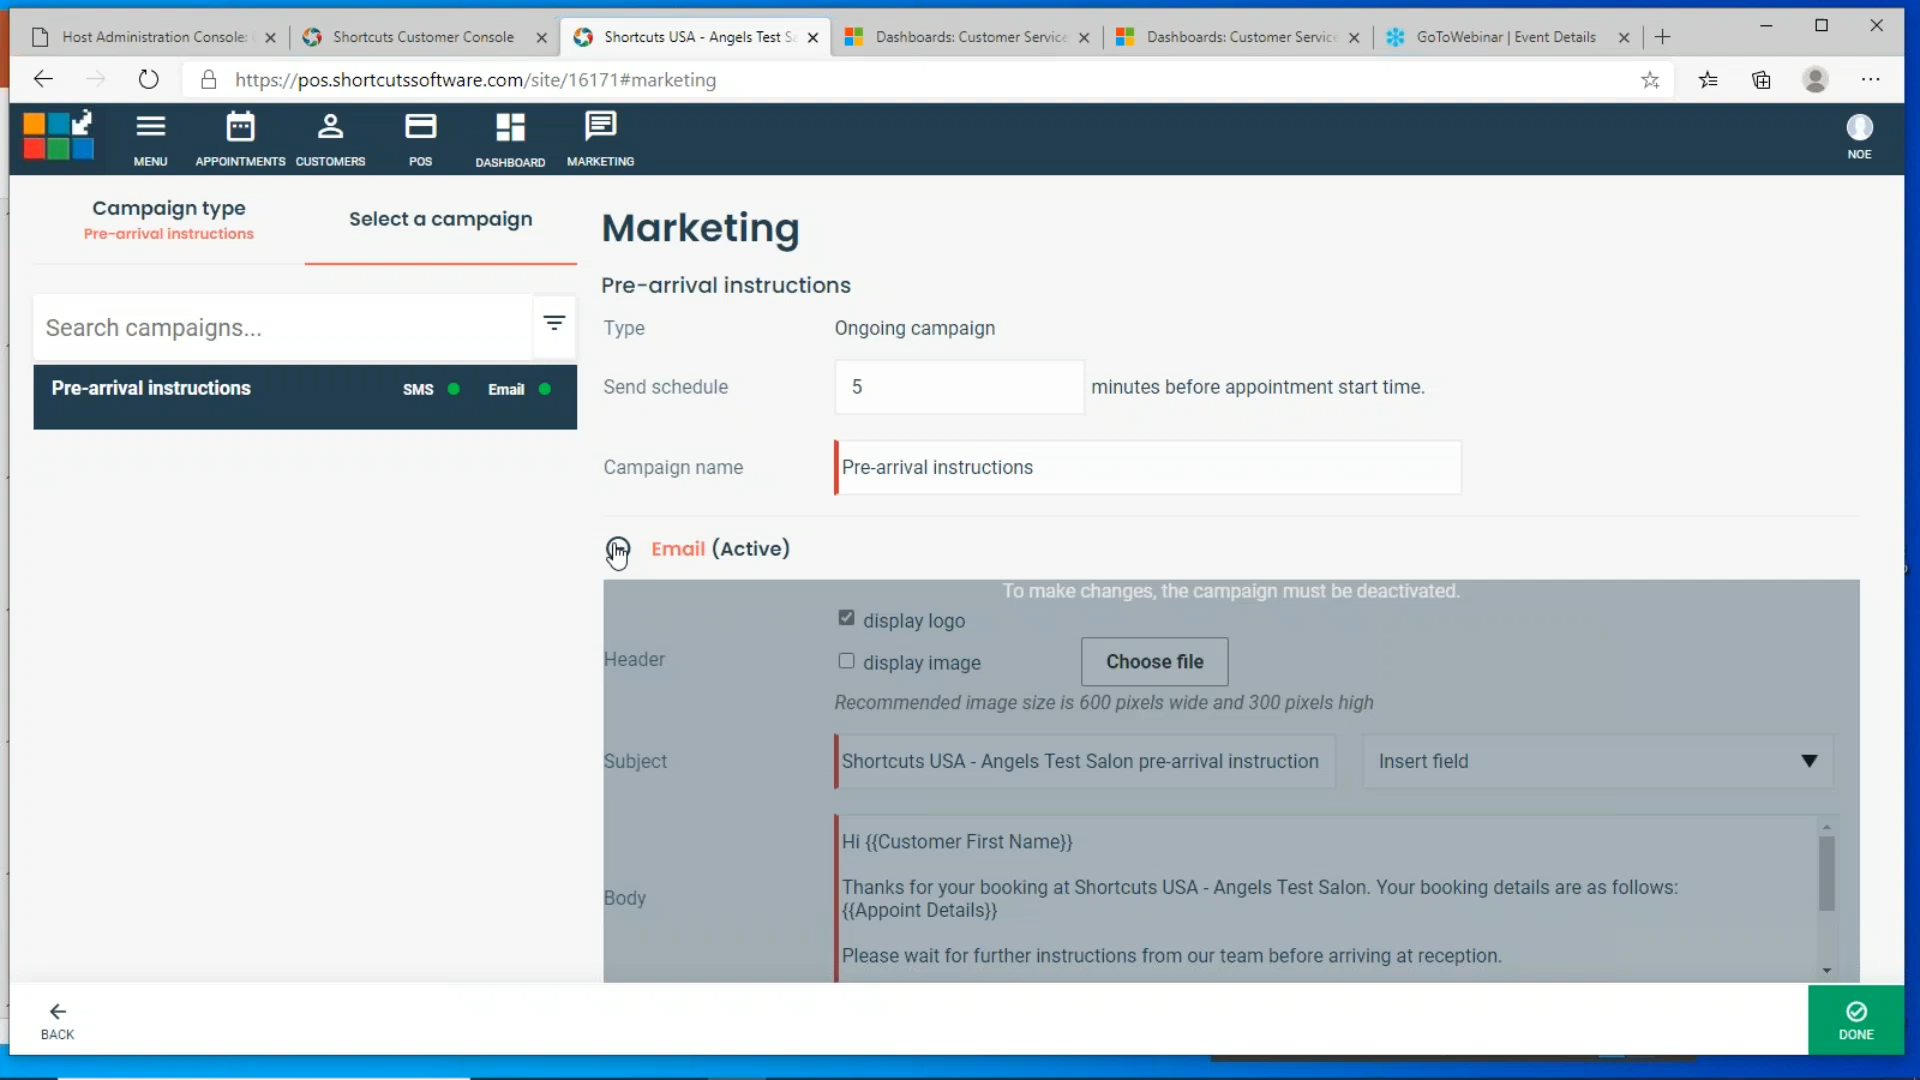 Host Administration Console:
Shortcuts Customer Console
Shortcuts USA - Angels Test S
Dashboards: Customer Service
Dashboards: Customer Servic
GoToWebinar | Event Details
https://pos.shortcutssoftware.com/site/16171#marketing
MENU
APPOINTMENTS
CUSTOMERS
POS
DASHBOARD
MARKETING
NOE
Campaign type
Pre-arrival instructions
Select a campaign
Search campaigns...
Pre-arrival instructions SMS Email
Marketing
Pre-arrival instructions
Type Ongoing campaign
Send schedule 5 minutes before appointment start time.
Campaign name Pre-arrival instructions
Email (Active)
To make changes, the campaign must be deactivated.
display logo
Header
display image Choose file
Recommended image size is 600 pixels wide and 300 pixels high
Subject Shortcuts USA - Angels Test Salon pre-arrival instruction Insert field
Body
Hi {{Customer First Name}}
Thanks for your booking at Shortcuts USA - Angels Test Salon. Your booking details are as follows:
{{Appoint Details}}
Please wait for further instructions from our team before arriving at reception.
BACK
DONE